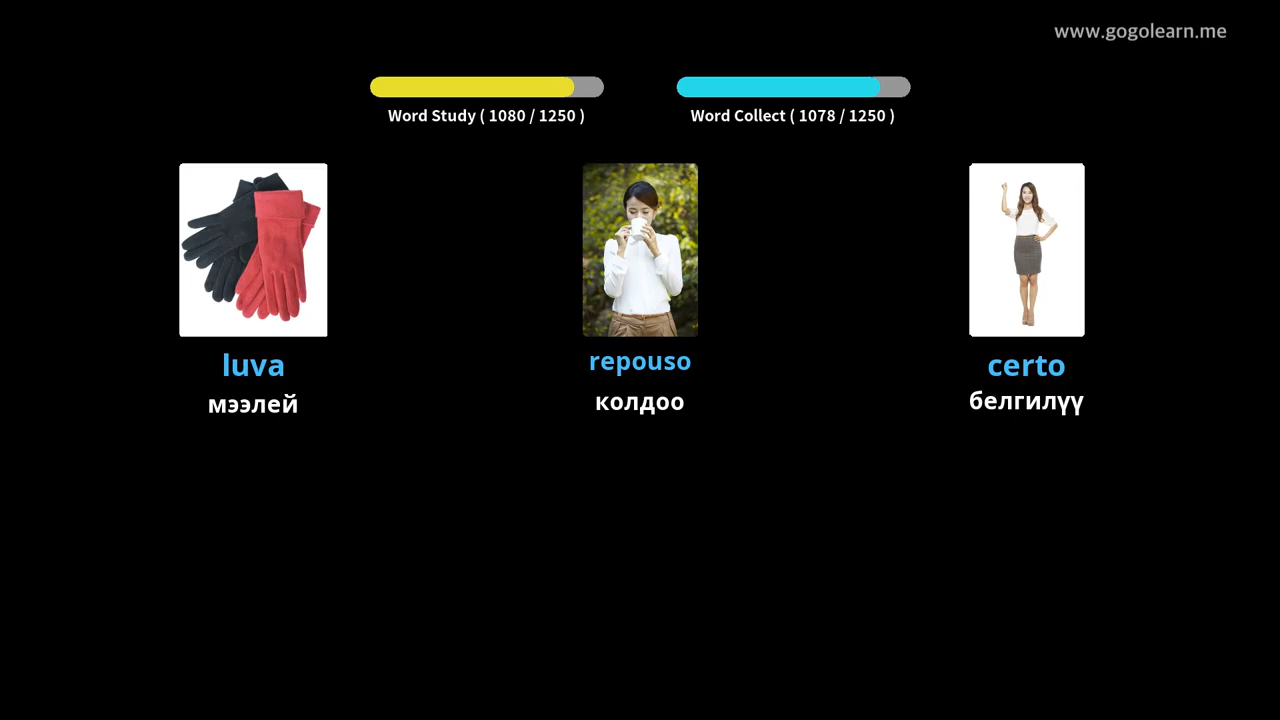 www.gogolearn.me
Word Study ( 1080 / 1250 )
Word Collect ( 1078 / 1250 )
luva
repouso
certo
мээлей
колдоо
белгилүү